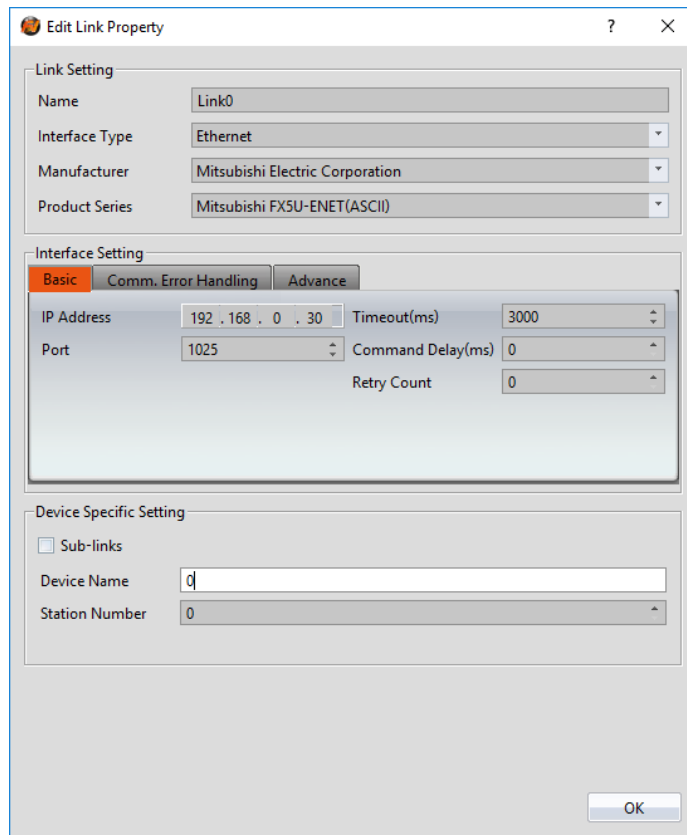 Edit Link Property
Link Setting
Name Link0
Interface Type Ethernet
Manufacturer Mitsubishi Electric Corporation
Product Series Mitsubishi FX5U-ENET(ASCII)
Interface Setting
Basic Comm. Error Handling Advance
IP Address 192 . 168 . 0 . 30 Timeout(ms) 3000
Port 1025 Command Delay(ms) 0
Retry Count 0
Device Specific Setting
Sub-links
Device Name 0
Station Number 0
OK